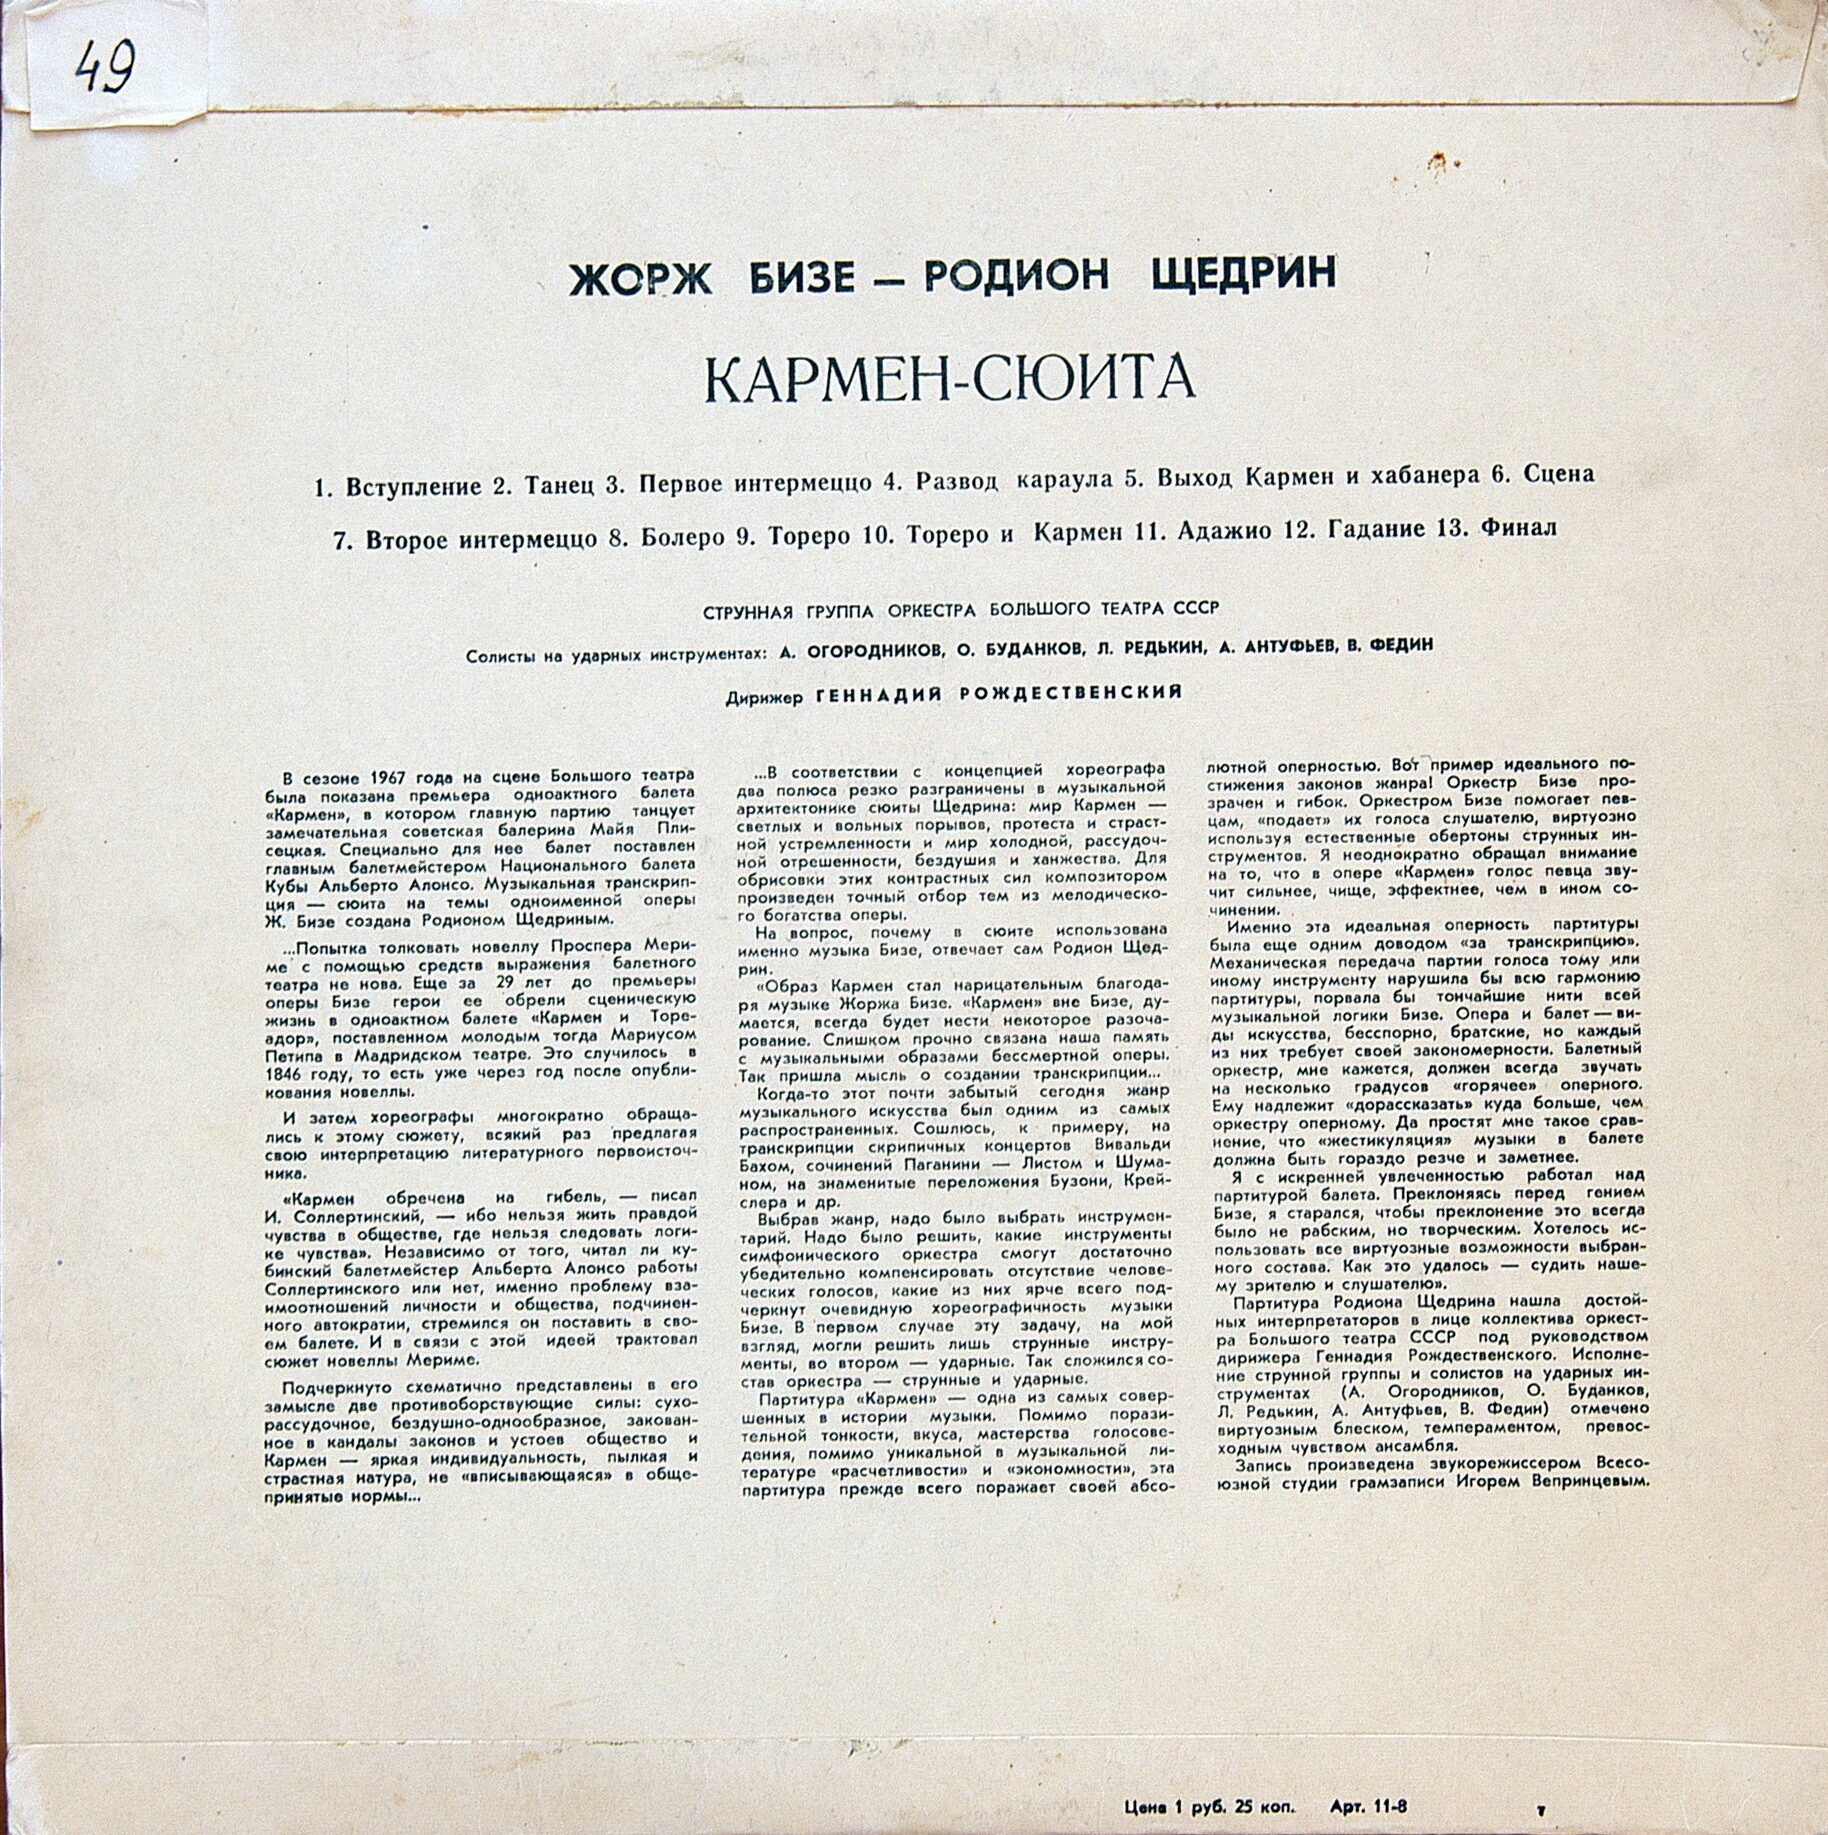 49
ЖОРЖ БИЗЕ — РОДИОН ЩЕДРИН
КАРМЕН-СЮИТА
1. Вступление 2. Танец 3. Первое интермеццо 4. Развод караула 5. Выход Кармен и хабанера 6. Сцена
7. Второе интермеццо 8. Болеро 9. Тореро 10. Тореро и Кармен 11. Адажио 12. Гадание 13. Финал
СТРУННАЯ ГРУППА ОРКЕСТРА БОЛЬШОГО ТЕАТРА СССР
Солисты на ударных инструментах: А. ОГОРОДНИКОВ, О. БУДАНКОВ, Л. РЕДЬКИН, А. АНТУФЬЕВ, В. ФЕДИН
Дирижер ГЕННАДИЙ РОЖДЕСТВЕНСКИЙ
В сезоне 1967 года на сцене Большого театра
была показана премьера одноактного балета
«Кармен», в котором главную партию танцует
замечательная советская балерина Майя Пли-
сецкая. Специально для нее балет поставлен
главным балетмейстером Национального балета
Кубы Альберто Алонсо. Музыкальная транскрип-
ция — сюита на темы одноименной оперы
Ж. Бизе создана Родионом Щедриным.
...Попытка толковать новеллу Проспера Мери-
ме с помощью средств выражения балетного
театра не нова. Еще за 29 лет до премьеры
оперы Бизе герои ее обрели сценическую
жизнь в одноактном балете «Кармен и Торе-
адор», поставленном молодым тогда Мариусом
Петипа в Мадридском театре. Это случилось в
1846 году, то есть уже через год после опубли-
кования новеллы.
И затем хореографы многократно обраща-
лись к этому сюжету, всякий раз предлагая
свою интерпретацию литературного первоисточ-
ника.
«Кармен обречена на гибель, — писал
И. Соллертинский, — ибо нельзя жить правдой
чувства в обществе, где нельзя следовать логи-
ке чувства». Независимо от того, читал ли ку-
бинский балетмейстер Альберто Алонсо работы
Соллертинского или нет, именно проблему вза-
имоотношений личности и общества, подчинен-
ного автократии, стремился он поставить в сво-
ем балете. И в связи с этой идеей трактовал
сюжет новеллы Мериме.
Подчеркнуто схематично представлены в его
замысле две противоборствующие силы: сухо-
рассудочное, бездушно-однообразное, закован-
ное в кандалы законов и устоев общество и
Кармен — яркая индивидуальность, пылкая и
страстная натура, не «вписывающаяся» в обще-
принятые нормы...
...В соответствии с концепцией хореографа
два полюса резко разграничены в музыкальной
архитектонике сюиты Щедрина: мир Кармен —
светлых и вольных порывов, протеста и страст-
ной устремленности и мир холодной, рассудоч-
ной отрешенности, бездушия и ханжества. Для
обрисовки этих контрастных сил композитором
произведен точный отбор тем из мелодическо-
го богатства оперы.
На вопрос, почему в сюите использована
именно музыка Бизе, отвечает сам Родион Щед-
рин.
«Образ Кармен стал нарицательным благода-
ря музыке Жоржа Бизе. «Кармен» вне Бизе, ду-
мается, всегда будет нести некоторое разоча-
рование. Слишком прочно связана наша память
с музыкальными образами бессмертной оперы.
Так пришла мысль о создании транскрипции...
Когда-то этот почти забытый сегодня жанр
музыкального искусства был одним из самых
распространенных. Сошлюсь, к примеру, на
транскрипции скрипичных концертов Вивальди
Бахом, сочинений Паганини — Листом и Шума-
ном, на знаменитые переложения Бузони, Крей-
слера и др.
Выбрав жанр, надо было выбрать инструмен-
тарий. Надо было решить, какие инструменты
симфонического оркестра смогут достаточно
убедительно компенсировать отсутствие челове-
ческих голосов, какие из них ярче всего под-
черкнут очевидную хореографичность музыки
Бизе. В первом случае эту задачу, на мой
взгляд, могли решить лишь струнные инстру-
менты, во втором — ударные. Так сложился со-
став оркестра — струнные и ударные.
Партитура «Кармен» — одна из самых совер-
шенных в истории музыки. Помимо порази-
тельной тонкости, вкуса, мастерства голосове-
дения, помимо уникальной в музыкальной ли-
тературе «расчетливости» и «экономности», эта
партитура прежде всего поражает своей абсо-
лютной оперностью. Вот пример идеального по-
стижения законов жанра! Оркестр Бизе про-
зрачен и гибок. Оркестром Бизе помогает пев-
цам, «подает» их голоса слушателю, виртуозно
используя естественные обертоны струнных ин-
струментов. Я неоднократно обращал внимание
на то, что в опере «Кармен» голос певца зву-
чит сильнее, чище, эффектнее, чем в ином со-
чинении.
Именно эта идеальная оперность партитуры
была еще одним доводом «за транскрипцию».
Механическая передача партии голоса тому или
иному инструменту нарушила бы всю гармонию
партитуры, порвала бы тончайшие нити всей
музыкальной логики Бизе. Опера и балет — ви-
ды искусства, бесспорно, братские, но каждый
из них требует своей закономерности. Балетный
оркестр, мне кажется, должен всегда звучать
на несколько градусов «горячее» оперного.
Ему надлежит «дорассказать» куда больше, чем
оркестру оперному. Да простят мне такое срав-
нение, что «жестикуляция» музыки в балете
должна быть гораздо резче и заметнее.
Я с искренней увлеченностью работал над
партитурой балета. Преклоняясь перед гением
Бизе, я старался, чтобы преклонение это всегда
было не рабским, но творческим. Хотелось ис-
пользовать все виртуозные возможности выбран-
ного состава. Как это удалось — судить наше-
му зрителю и слушателю».
Партитура Родиона Щедрина нашла достой-
ных интерпретаторов в лице коллектива оркест-
ра Большого театра СССР под руководством
дирижера Геннадия Рождественского. Исполне-
ние струнной группы и солистов на ударных ин-
струментах (А. Огородников, О. Буданков,
Л. Редькин, А. Антуфьев, В. Федин) отмечено
виртуозным блеском, темпераментом, превос-
ходным чувством ансамбля.
Запись произведена звукорежиссером Всесо-
юзной студии грамзаписи Игорем Вепринцевым.
Цена 1 руб. 25 коп. Арт. 11-8 7